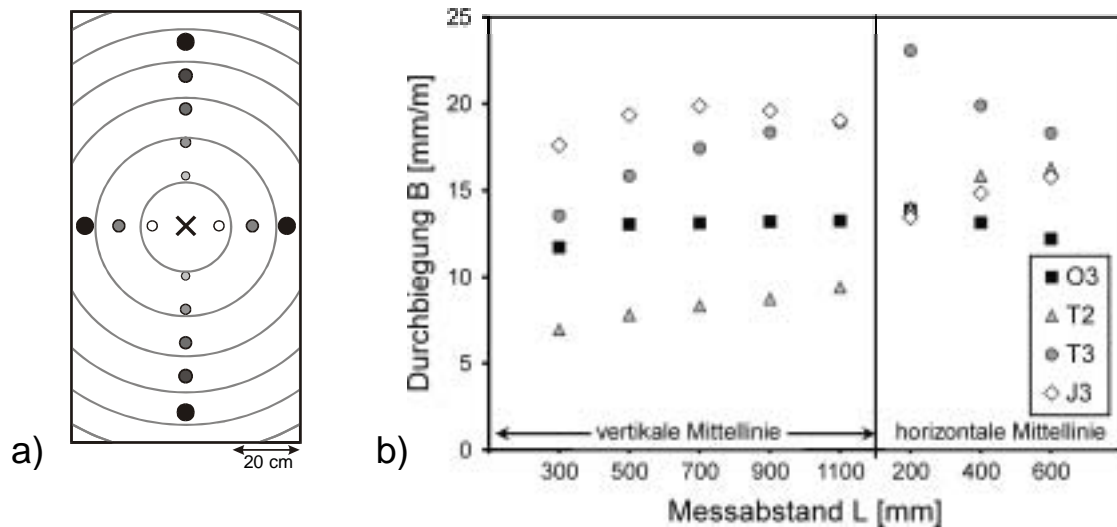 a)
20 cm
b)
Durchbiegung B [mm/m]
25
20
15
10
5
0
O3
T2
T3
J3
vertikale Mittellinie
horizontale Mittellinie
300 500 700 900 1100 200 400 600
Messabstand L [mm]